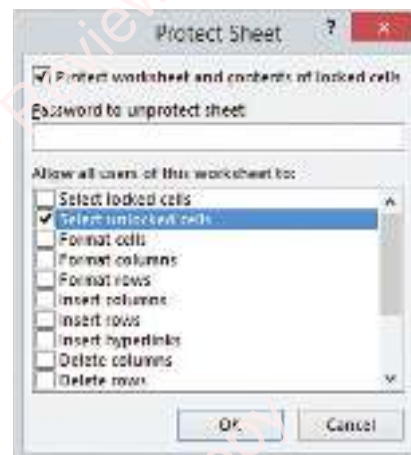 Protect Sheet ? ×
Protect worksheet and contents of locked cells
Password to unprotect sheet
Allow all users of this worksheet to:
Select locked cells
Select unlocked cells
Format cells
Format columns
Format rows
Insert columns
Insert rows
Insert hyperlinks
Delete columns
Delete rows
OK Cancel